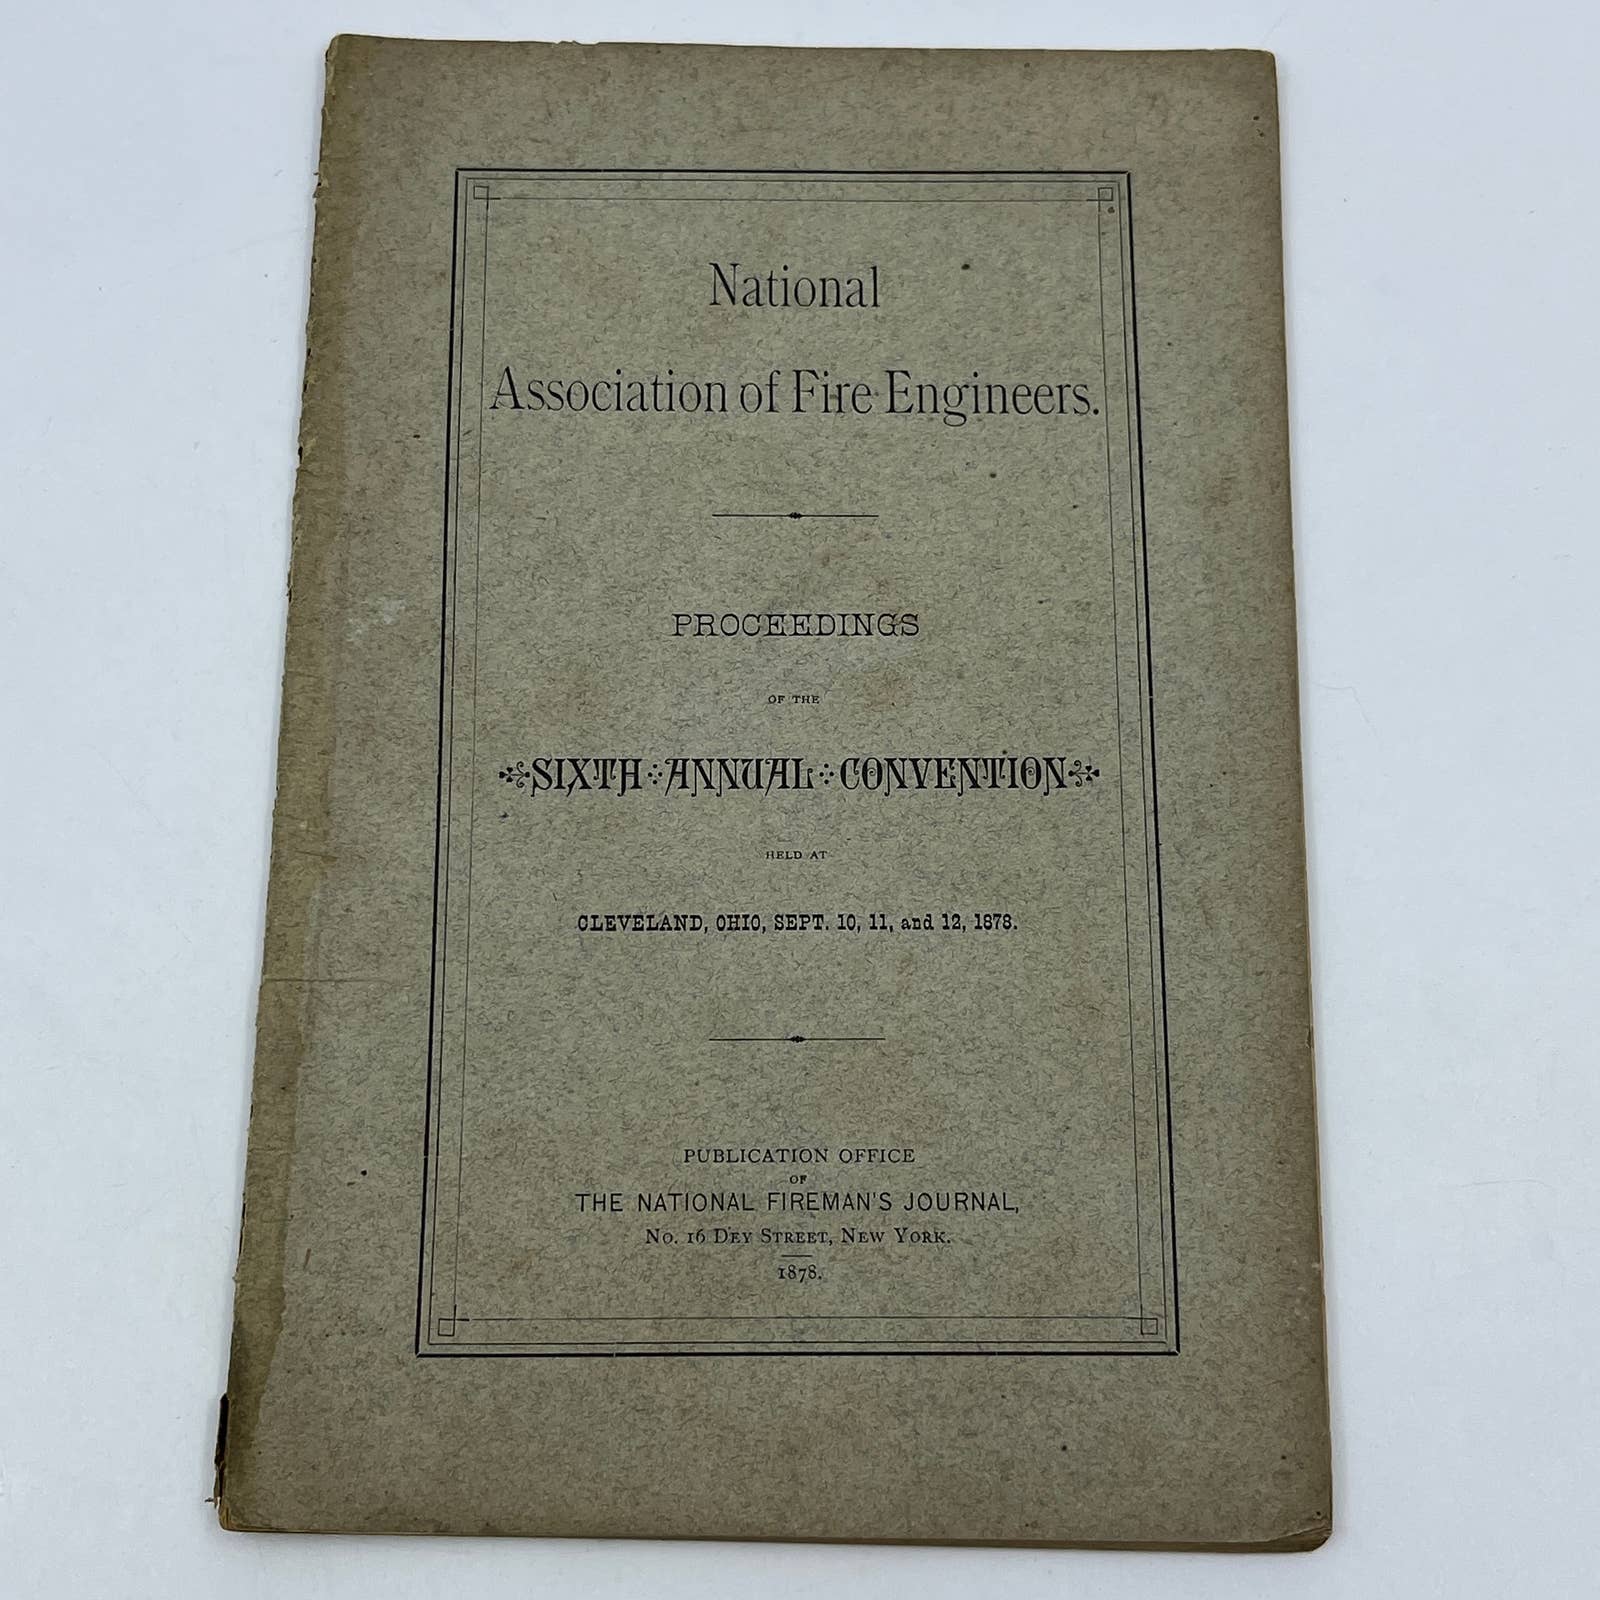 National
Association of Fire Engineers.
PROCEEDINGS
OF THE
SIXTH ANNUAL CONVENTION
HELD AT
CLEVELAND, OHIO, SEPT. 10, 11, and 12, 1878.
PUBLICATION OFFICE
OF
THE NATIONAL FIREMAN'S JOURNAL,
No. 16 Dey Street, New York.
1878.